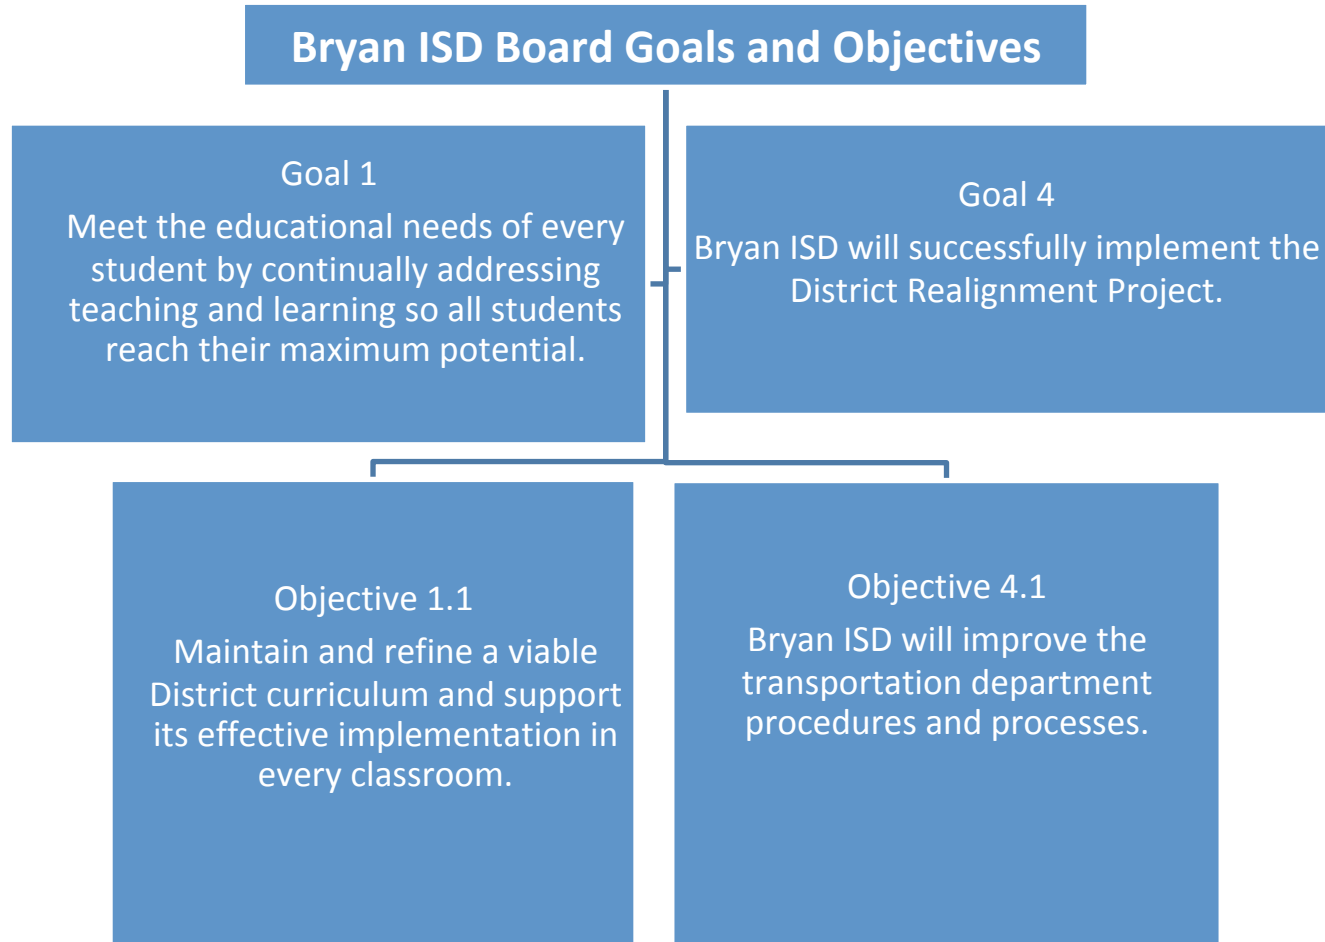 Bryan ISD Board Goals and Objectives
Goal 1
Meet the educational needs of every
student by continually addressing
teaching and learning so all students
reach their maximum potential.
Goal 4
Bryan ISD will successfully implement the
District Realignment Project.
Objective 1.1
Maintain and refine a viable
District curriculum and support
its effective implementation in
every classroom.
Objective 4.1
Bryan ISD will improve the
transportation department
procedures and processes.